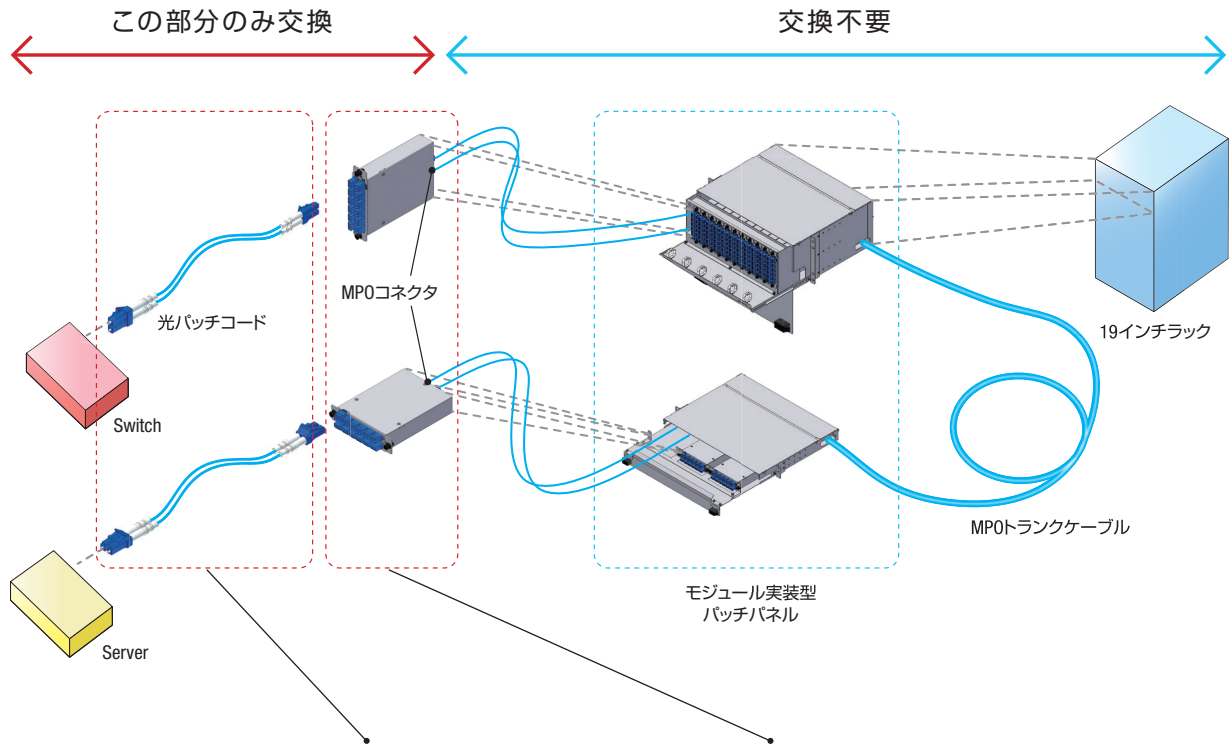 この部分のみ交換
交換不要
MPOコネクタ
光パッチコード
19インチラック
Switch
MPOトランクケーブル
モジュール実装型
パッチパネル
Server